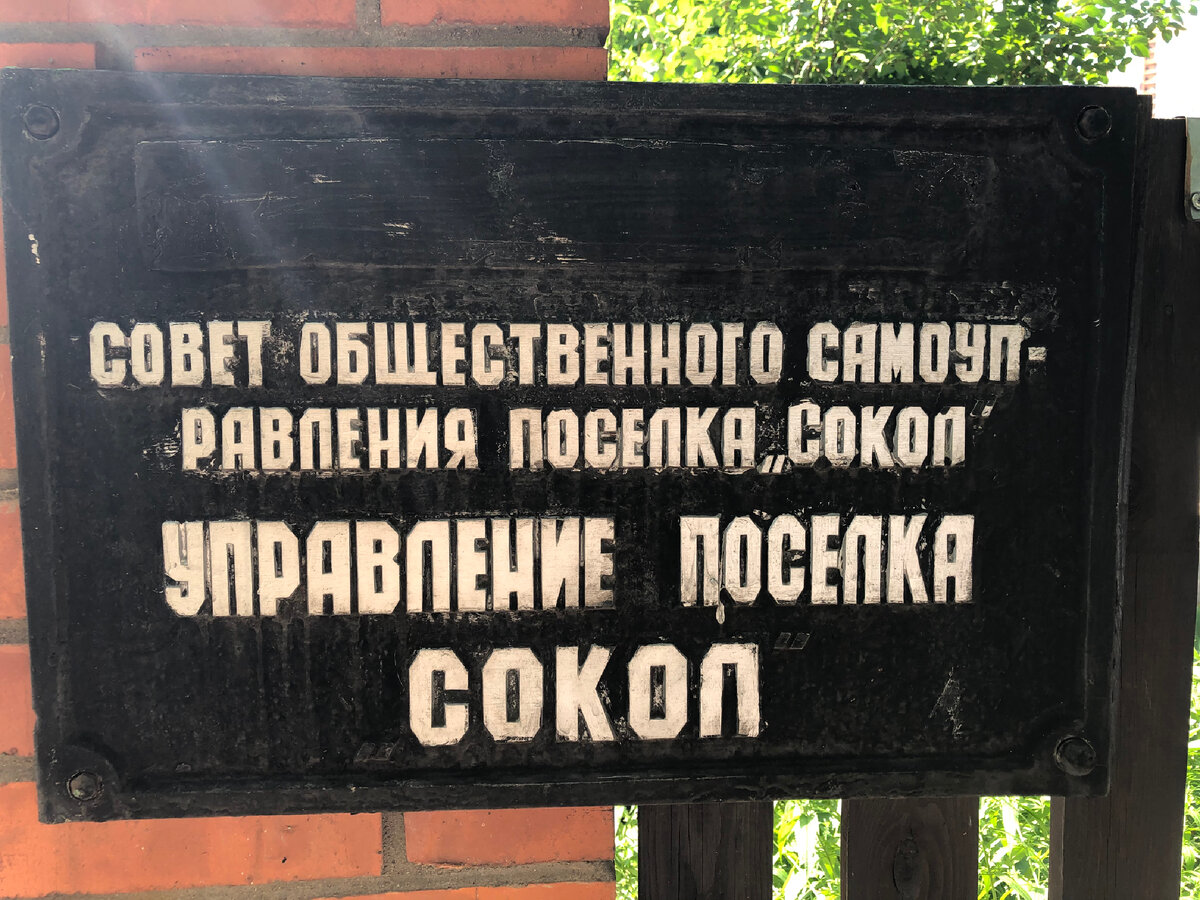 СОВЕТ ОБЩЕСТВЕННОГО САМОУП-
РАВЛЕНИЯ ПОСЕЛКА „СОКОЛ"
УПРАВЛЕНИЕ ПОСЕЛКА
„СОКОЛ"